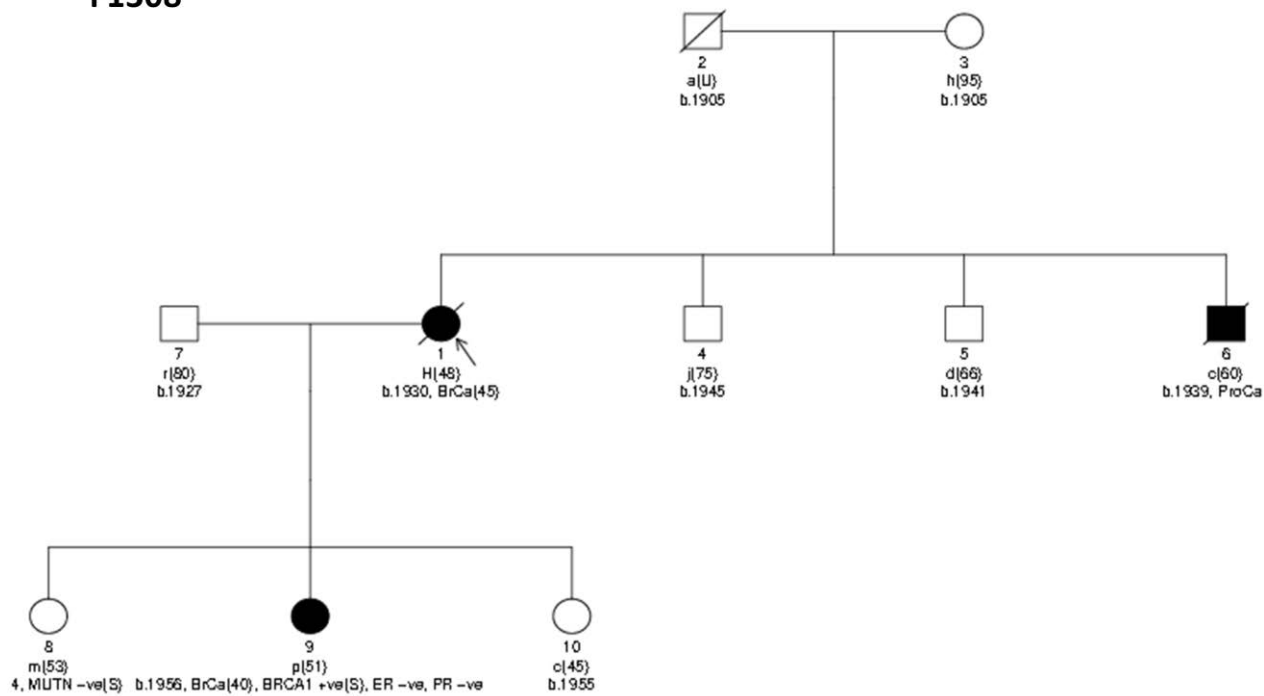 2
a(U)
b.1905
3
h(95)
b.1905
7
r(80)
b.1927
1
H(48)
b.1930, BrCa(45)
4
j(75)
b.1945
5
d(66)
b.1941
6
c(60)
b.1939, ProCa
8
m(53)
4, MUTN -ve(S)
9
p(51)
b.1956, BrCa(40), BRCA1 +ve(S), ER -ve, PR -ve
10
c(45)
b.1955